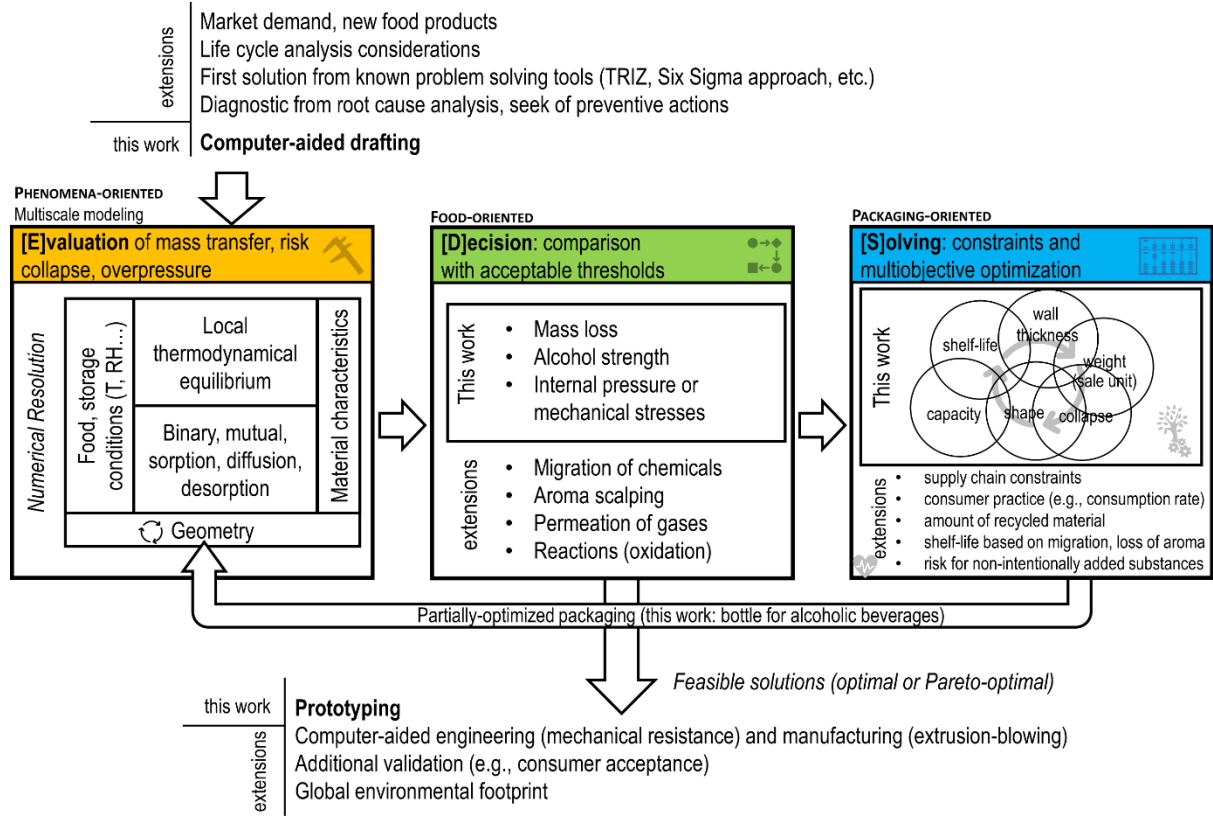 extensions
Market demand, new food products
Life cycle analysis considerations
First solution from known problem solving tools (TRIZ, Six Sigma approach, etc.)
Diagnostic from root cause analysis, seek of preventive actions
this work
Computer-aided drafting
PHENOMENA-ORIENTED
Multiscale modeling
[E]valuation of mass transfer, risk
collapse, overpressure
Numerical Resolution
Food, storage
conditions (T, RH...)
Local
thermodynamical
equilibrium
Binary, mutual,
sorption, diffusion,
desorption
Material characteristics
Geometry
FOOD-ORIENTED
[D]ecision: comparison
with acceptable thresholds
This work
• Mass loss
• Alcohol strength
• Internal pressure or
mechanical stresses
extensions
• Migration of chemicals
• Aroma scalping
• Permeation of gases
• Reactions (oxidation)
PACKAGING-ORIENTED
[S]olving: constraints and
multiobjective optimization
This work
shelf-life
wall
thickness
weight
(sale unit)
capacity
shape
collapse
extensions
• supply chain constraints
• consumer practice (e.g., consumption rate)
• amount of recycled material
• shelf-life based on migration, loss of aroma
• risk for non-intentionally added substances
Partially-optimized packaging (this work: bottle for alcoholic beverages)
Feasible solutions (optimal or Pareto-optimal)
this work
Prototyping
extensions
Computer-aided engineering (mechanical resistance) and manufacturing (extrusion-blowing)
Additional validation (e.g., consumer acceptance)
Global environmental footprint